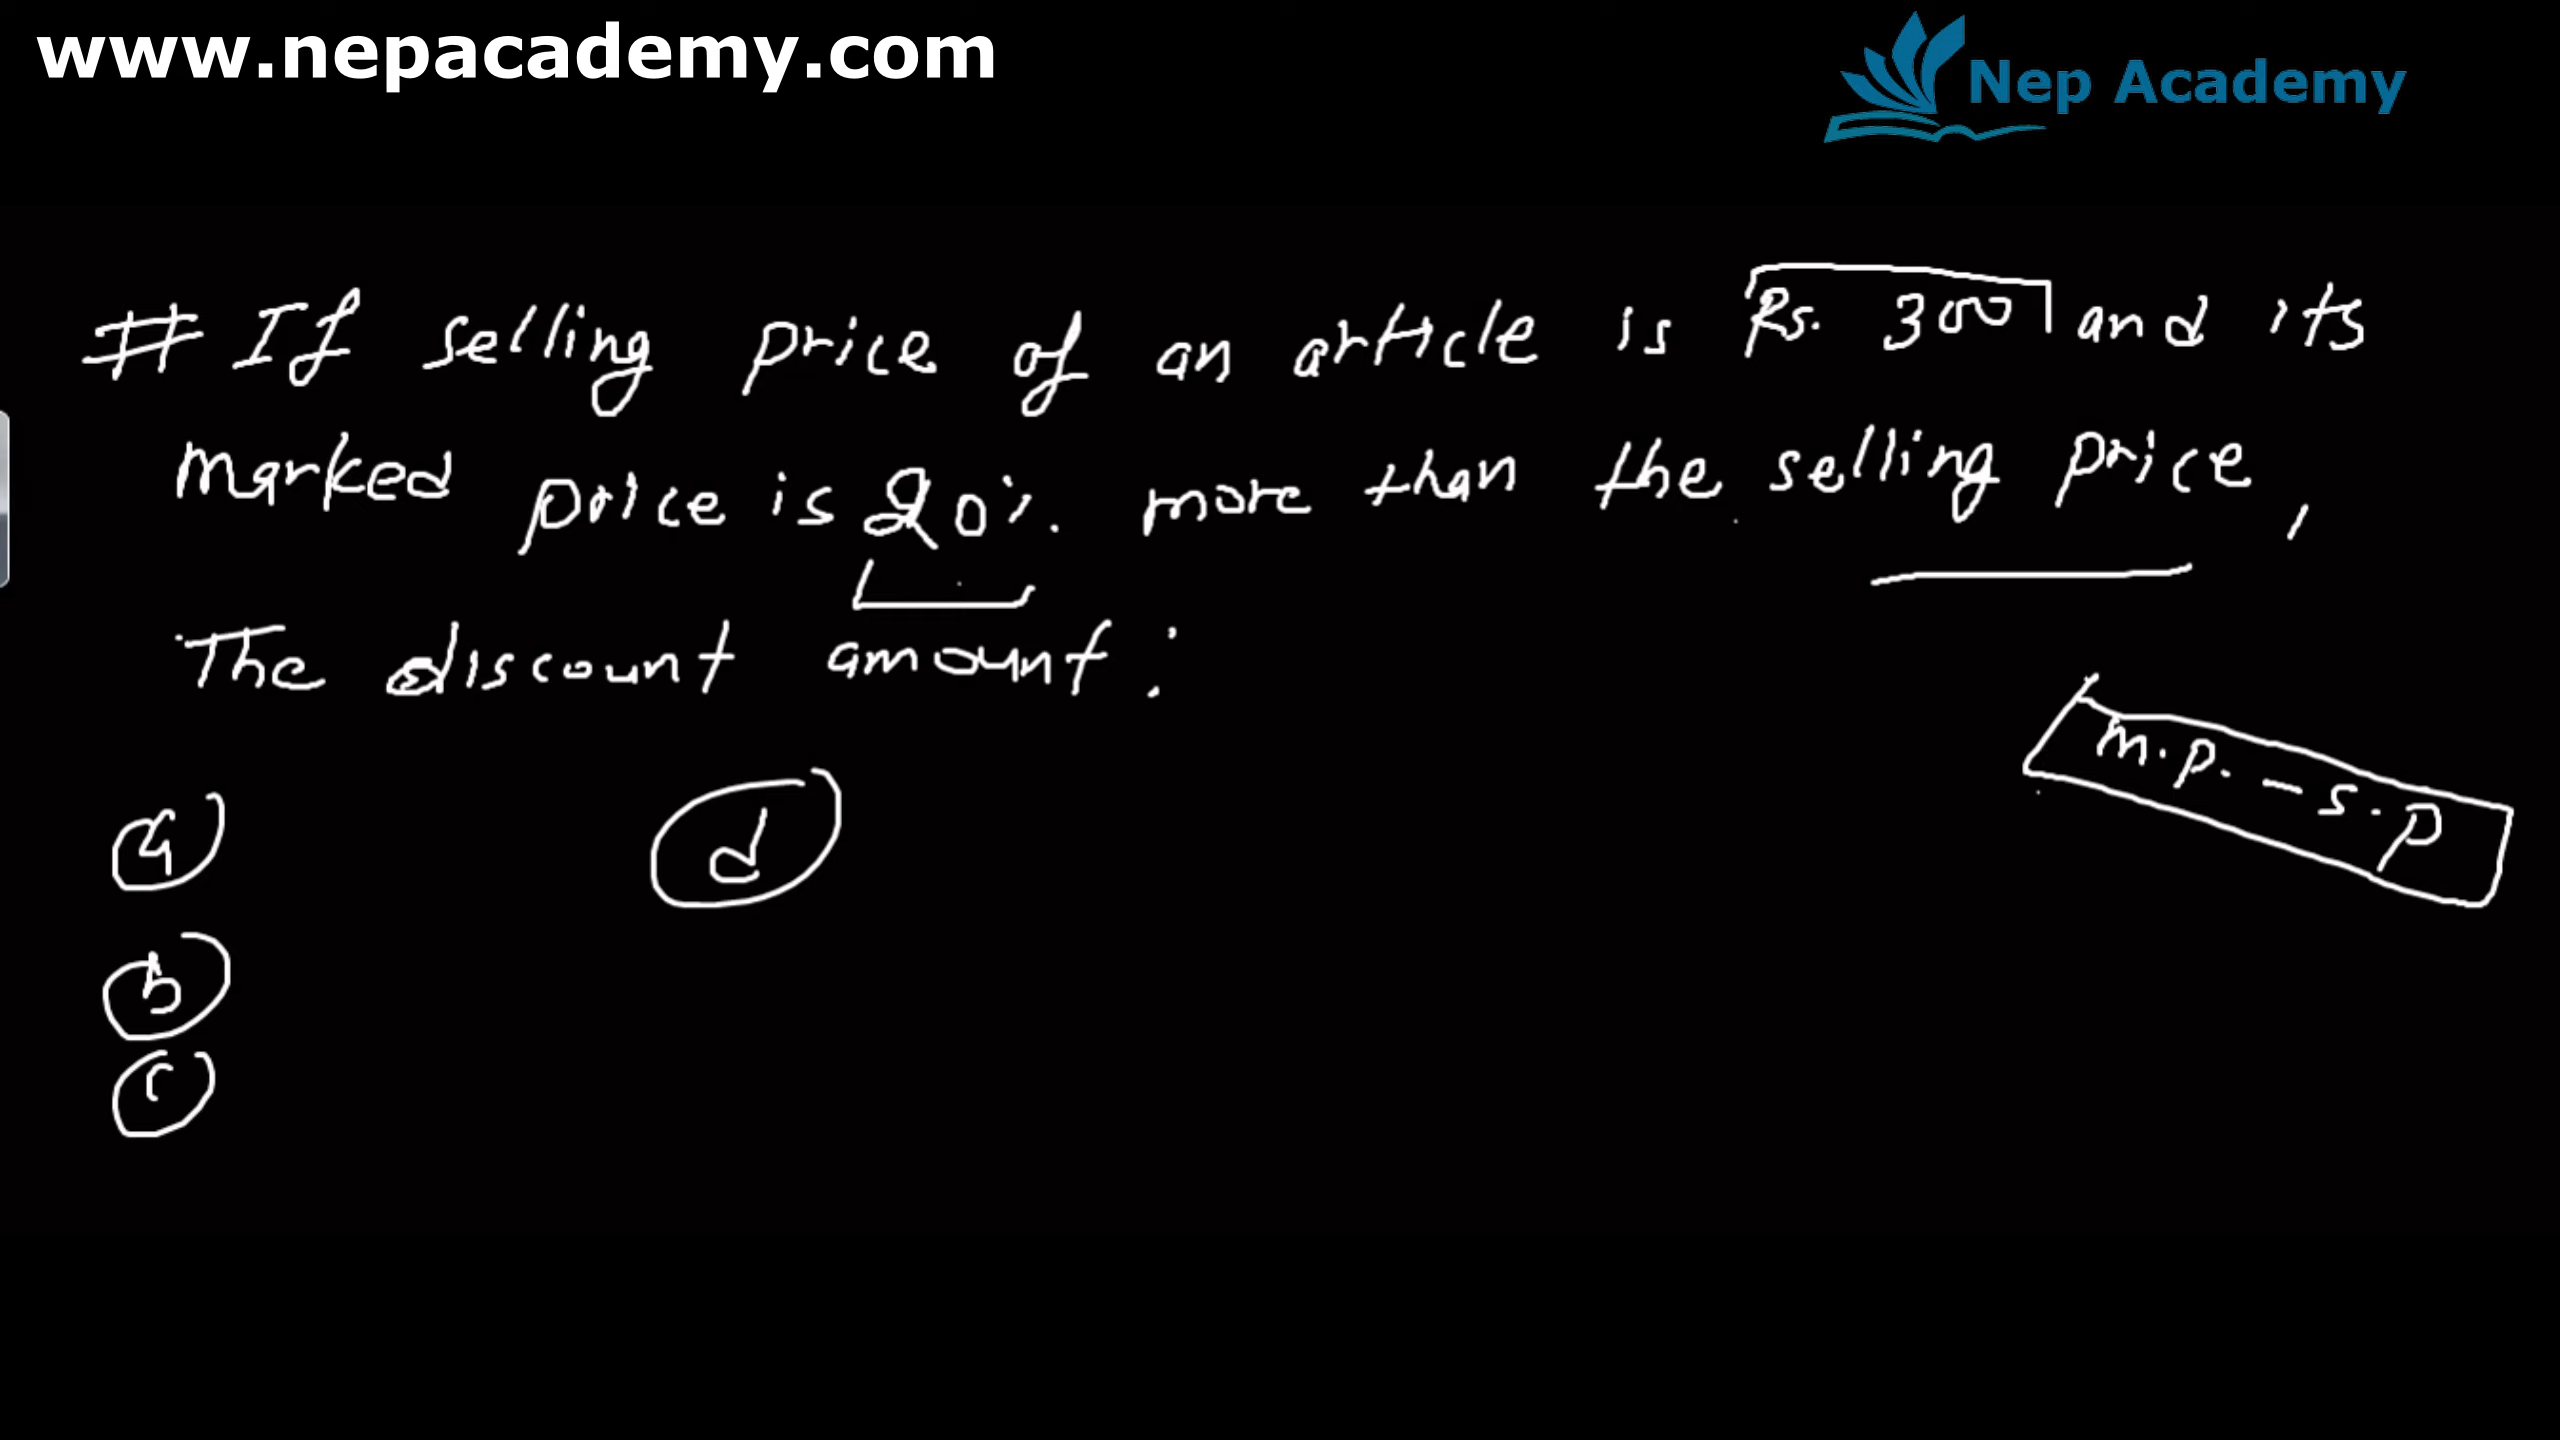 www.nepacademy.com
Nep Academy
# If selling price of an article is Rs. 300 and its
marked price is 20%. more than the selling price,
The discount amount:
m.p. - s.p
a d
b
c